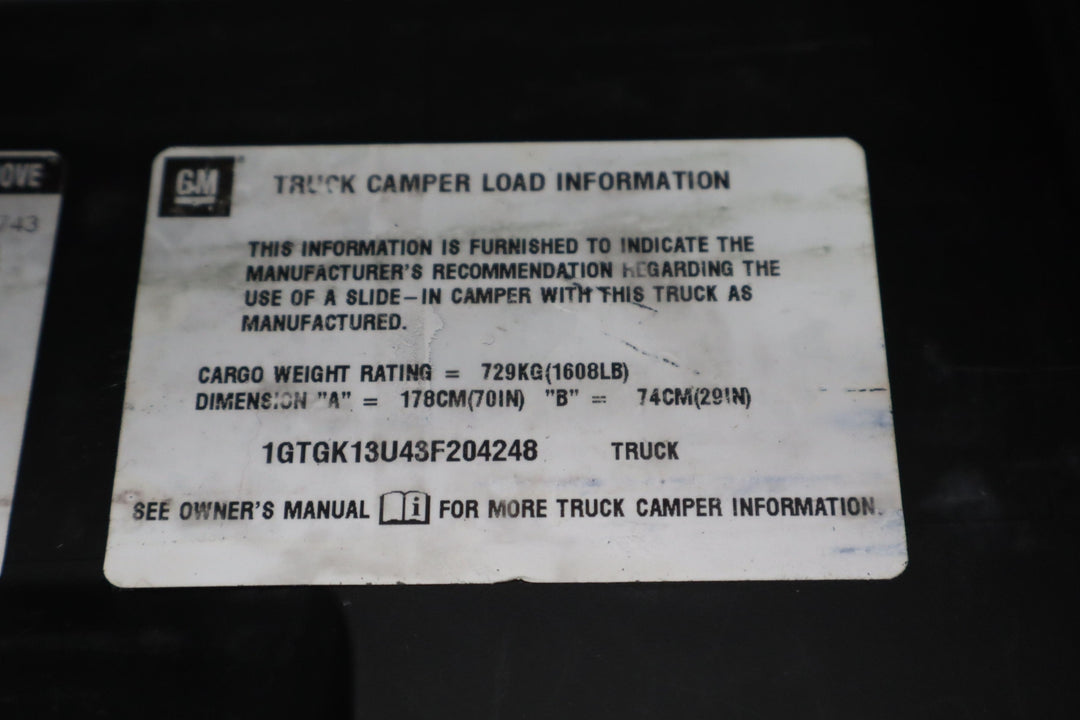 OVE
743
GM
TRUCK CAMPER LOAD INFORMATION
THIS INFORMATION IS FURNISHED TO INDICATE THE
MANUFACTURER'S RECOMMENDATION REGARDING THE
USE OF A SLIDE-IN CAMPER WITH THIS TRUCK AS
MANUFACTURED.
CARGO WEIGHT RATING = 729KG(1608LB)
DIMENSION "A" = 178CM(70IN) "B" = 74CM(29IN)
1GTGK13U43F204248 TRUCK
SEE OWNER'S MANUAL i FOR MORE TRUCK CAMPER INFORMATION.